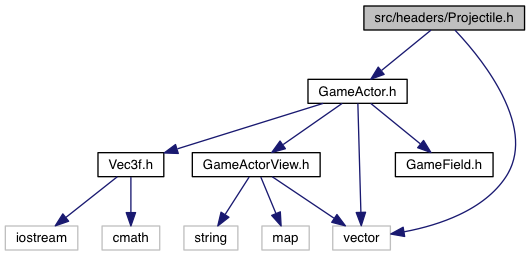 src/headers/Projectile.h
GameActor.h
Vec3f.h
GameActorView.h
GameField.h
iostream
cmath
string
map
vector